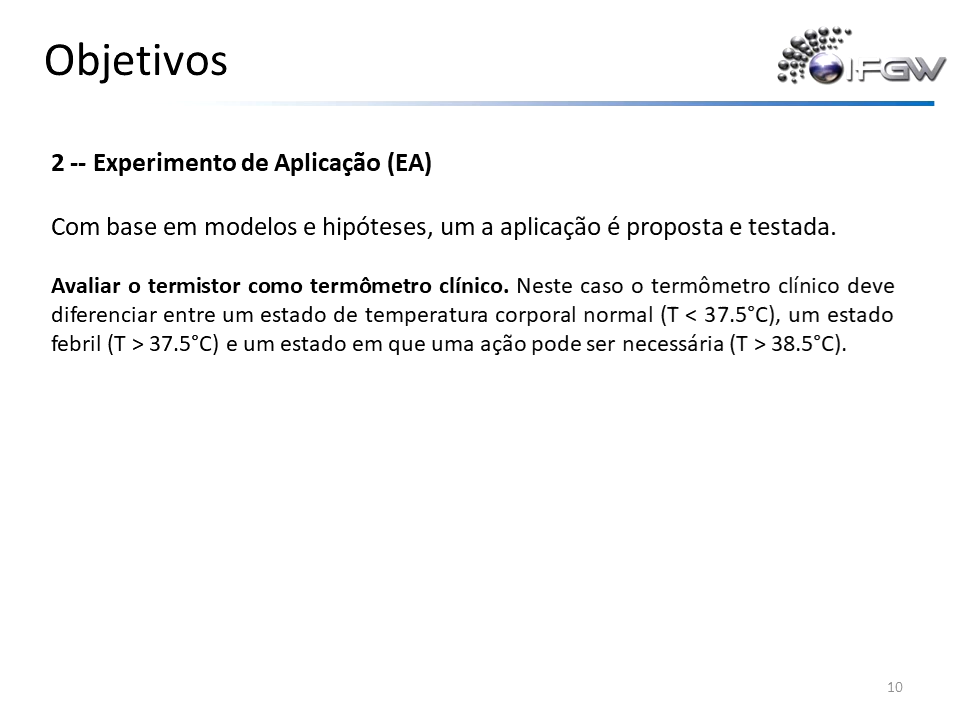 Objetivos
IFGW
2 -- Experimento de Aplicação (EA)
Com base em modelos e hipóteses, um a aplicação é proposta e testada.
Avaliar o termistor como termômetro clínico. Neste caso o termômetro clínico deve
diferenciar entre um estado de temperatura corporal normal (T < 37.5°C), um estado
febril (T > 37.5°C) e um estado em que uma ação pode ser necessária (T > 38.5°C).
10